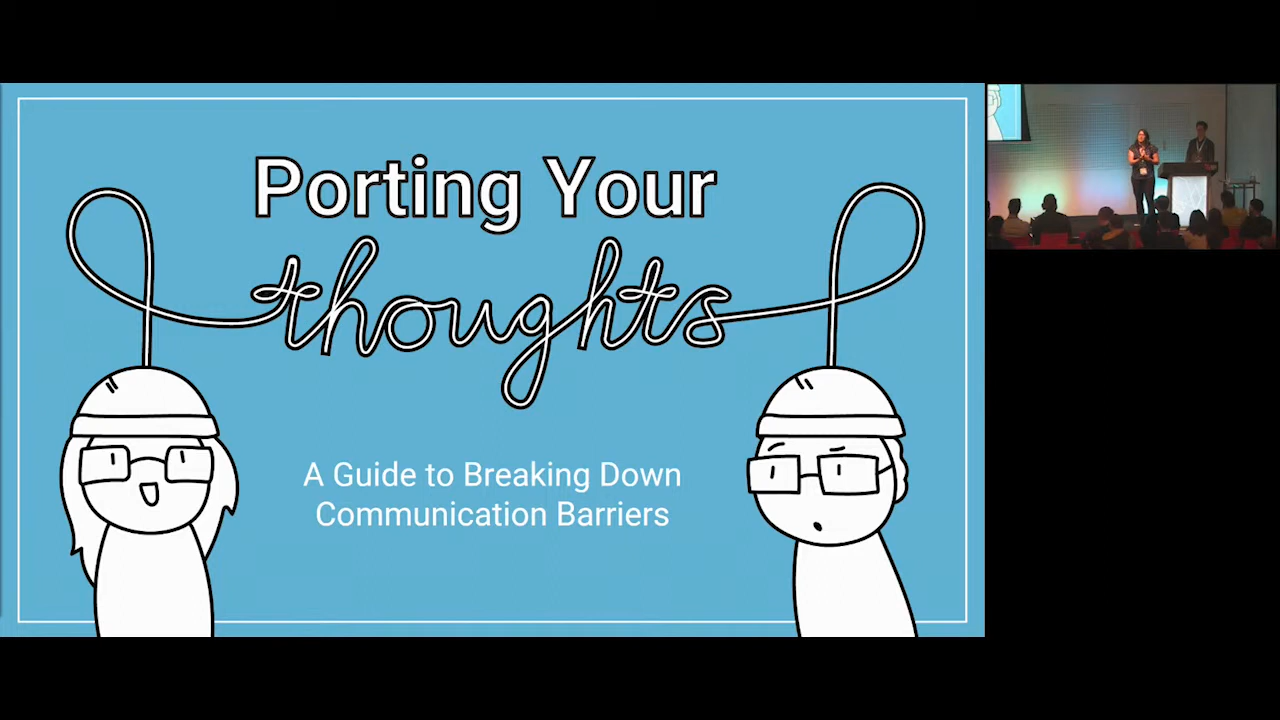 Porting Your
thoughts
A Guide to Breaking Down
Communication Barriers